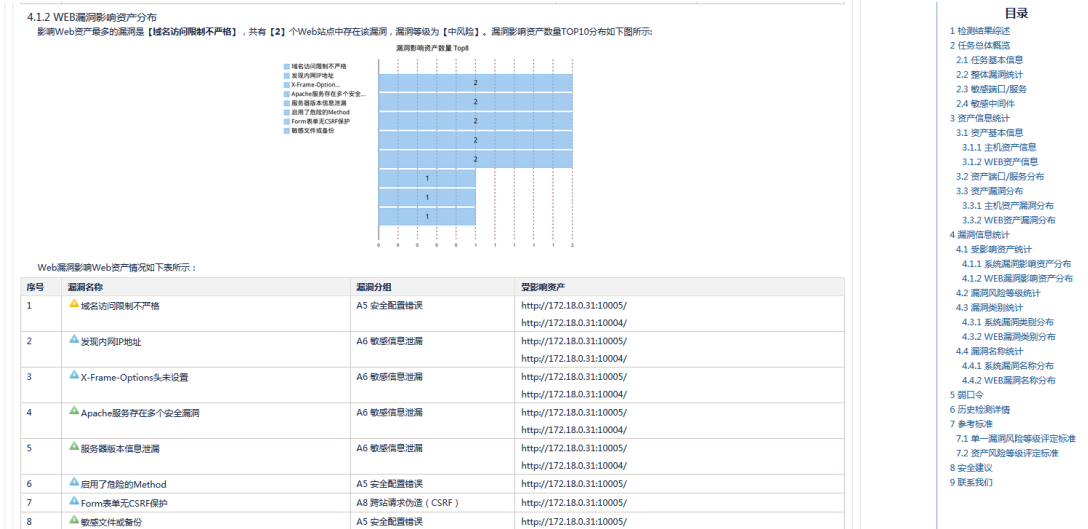 4.1.2 WEB漏洞影响资产分布
影响Web资产最多的漏洞是【域名访问限制不严格】,共有【2】个Web站点中存在该漏洞,漏洞等级为【中风险】。漏洞影响资产数量TOP10分布如下图所示:
漏洞影响资产数量 Top8
域名访问限制不严格
发现内网IP地址
X-Frame-Option...
Apache服务存在多个安全...
服务器版本信息泄漏
启用了危险的Method
Form表单无CSRF保护
敏感文件或备份
2
2
2
2
2
1
1
1
0 0 0 0 0 1 1 1 1 1 2
Web漏洞影响Web资产情况如下表所示:
序号 漏洞名称 漏洞分组 受影响资产
1 域名访问限制不严格 A5 安全配置错误 http://172.18.0.31:10005/
http://172.18.0.31:10004/
2 发现内网IP地址 A6 敏感信息泄漏 http://172.18.0.31:10005/
http://172.18.0.31:10004/
3 X-Frame-Options头未设置 A6 敏感信息泄漏 http://172.18.0.31:10005/
http://172.18.0.31:10004/
4 Apache服务存在多个安全漏洞 A6 敏感信息泄漏 http://172.18.0.31:10005/
http://172.18.0.31:10004/
5 服务器版本信息泄漏 A6 敏感信息泄漏 http://172.18.0.31:10005/
http://172.18.0.31:10004/
6 启用了危险的Method A5 安全配置错误 http://172.18.0.31:10005/
7 Form表单无CSRF保护 A8 跨站请求伪造(CSRF) http://172.18.0.31:10005/
8 敏感文件或备份 A5 安全配置错误 http://172.18.0.31:10005/
目录
1 检测结果综述
2 任务总体概览
2.1 任务基本信息
2.2 整体漏洞统计
2.3 敏感端口/服务
2.4 敏感中间件
3 资产信息统计
3.1 资产基本信息
3.1.1 主机资产信息
3.1.2 WEB资产信息
3.2 资产端口/服务分布
3.3 资产漏洞分布
3.3.1 主机资产漏洞分布
3.3.2 WEB资产漏洞分布
4 漏洞信息统计
4.1 受影响资产统计
4.1.1 系统漏洞影响资产分布
4.1.2 WEB漏洞影响资产分布
4.2 漏洞风险等级统计
4.3 漏洞类别统计
4.3.1 系统漏洞类别分布
4.3.2 WEB漏洞类别分布
4.4 漏洞名称统计
4.4.1 系统漏洞名称分布
4.4.2 WEB漏洞名称分布
5 弱口令
6 历史检测详情
7 参考标准
7.1 单一漏洞风险等级评定标准
7.2 资产风险等级评定标准
8 安全建议
9 联系我们